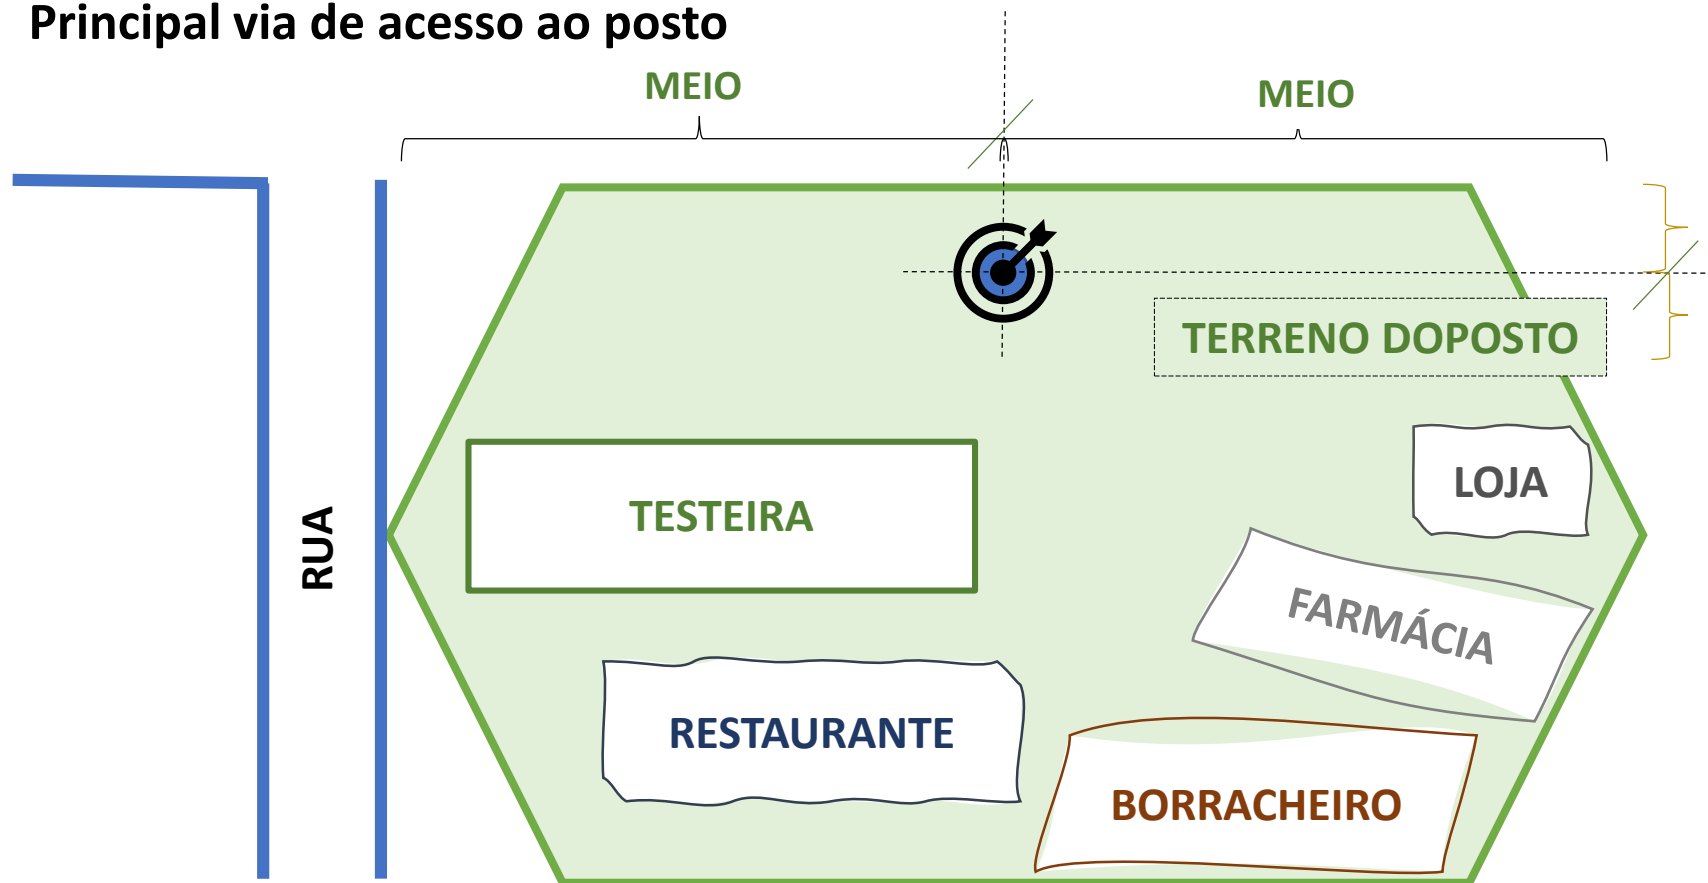 Principal via de acesso ao posto
MEIO
MEIO
TERRENO DOPOSTO
LOJA
TESTEIRA
RUA
FARMÁCIA
RESTAURANTE
BORRACHEIRO